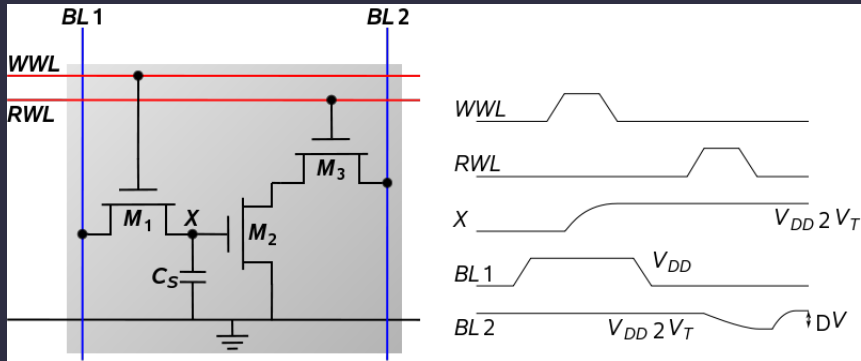 BL1
BL2
WWL
RWL
M1
X
M2
M3
CS
WWL
RWL
X
VDD 2 VT
BL1
VDD
BL2
VDD 2 VT
DV